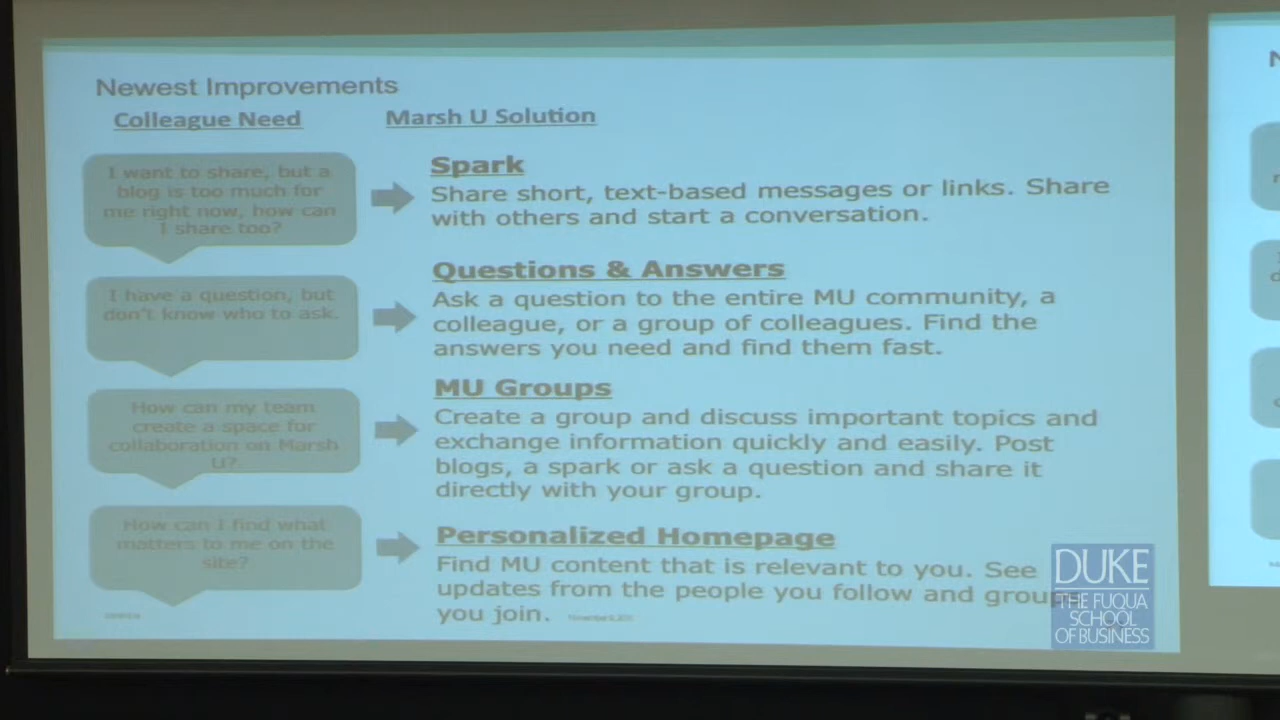 Newest Improvements
Colleague Need
Marsh U Solution
I want to share, but a
blog is too much for
me right now, how can
I share too?
Spark
Share short, text-based messages or links. Share
with others and start a conversation.
I have a question, but
don't know who to ask.
Questions & Answers
Ask a question to the entire MU community, a
colleague, or a group of colleagues. Find the
answers you need and find them fast.
How can my team
create a space for
collaboration on Marsh
U?
MU Groups
Create a group and discuss important topics and
exchange information quickly and easily. Post
blogs, a spark or ask a question and share it
directly with your group.
How can I find what
matters to me on the
site?
Personalized Homepage
Find MU content that is relevant to you. See
updates from the people you follow and groups
you join.
DUKE
THE FUQUA
SCHOOL
OF BUSINESS